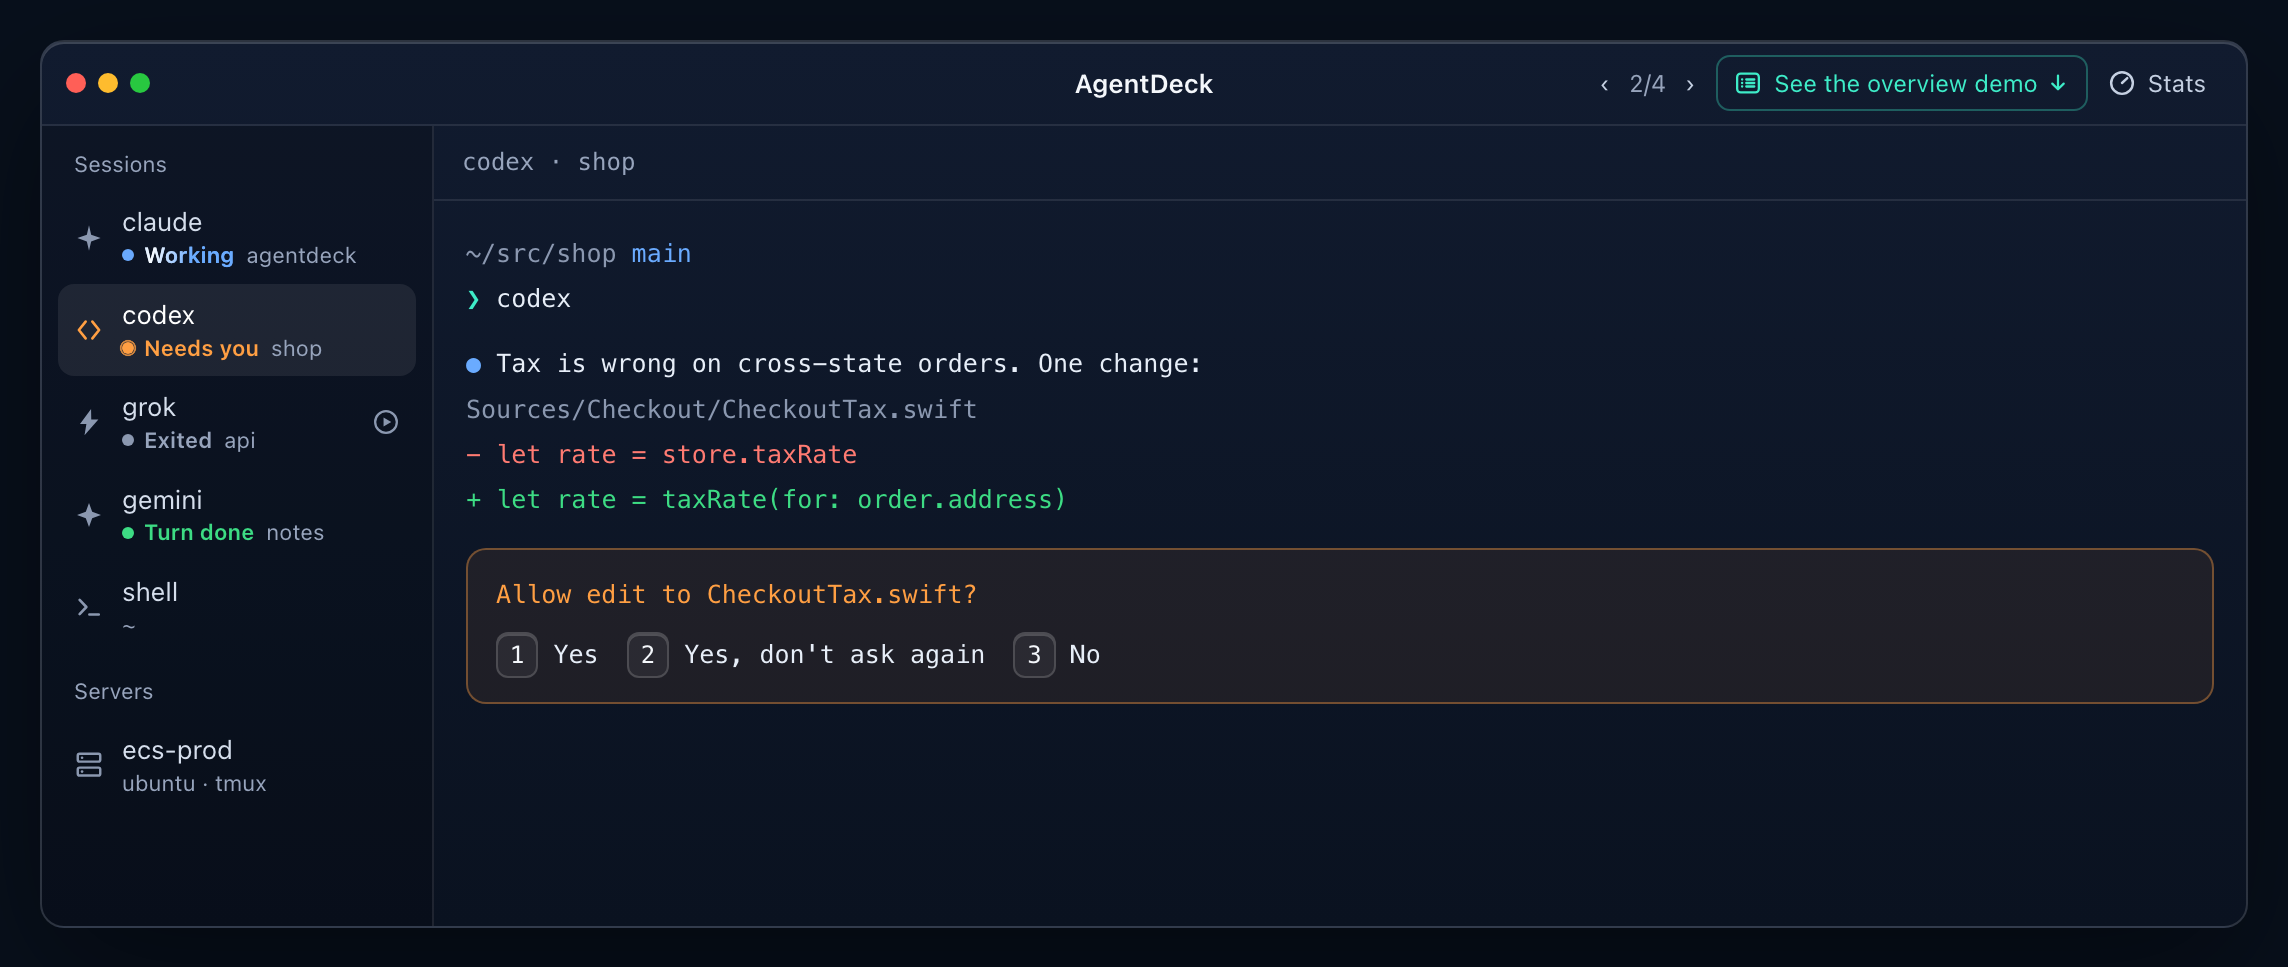 AgentDeck
‹ 2/4 ›
See the overview demo ↓
Stats
Sessions
claude
Working agentdeck
codex
Needs you shop
grok
Exited api
gemini
Turn done notes
shell
~
Servers
ecs-prod
ubuntu · tmux
codex · shop
~/src/shop main
❯ codex
● Tax is wrong on cross-state orders. One change:
Sources/Checkout/CheckoutTax.swift
- let rate = store.taxRate
+ let rate = taxRate(for: order.address)
Allow edit to CheckoutTax.swift?
1 Yes 2 Yes, don't ask again 3 No